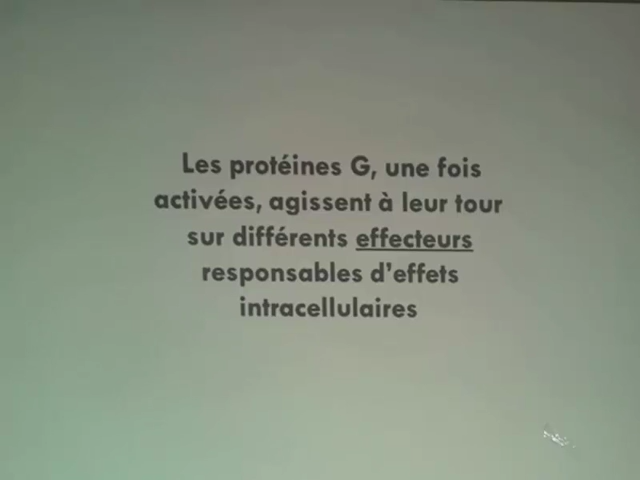 Les protéines G, une fois
activées, agissent à leur tour
sur différents effecteurs
responsables d'effets
intracellulaires